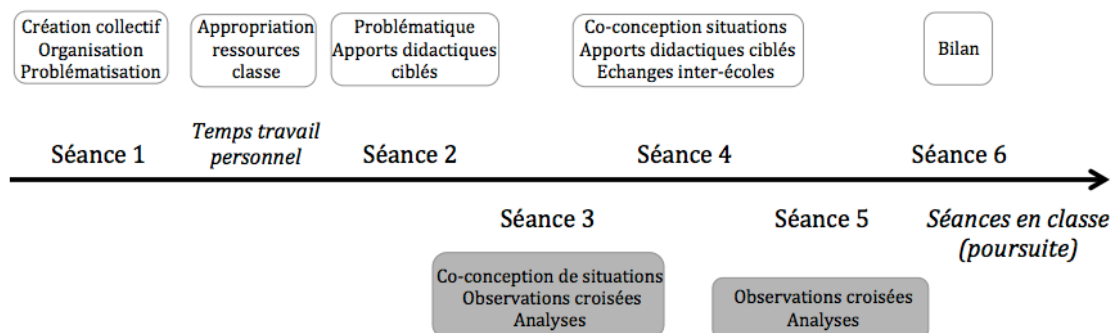 Création collectif
Organisation
Problématisation
Appropriation
ressources
classe
Problématique
Apports didactiques
ciblés
Co-conception situations
Apports didactiques ciblés
Echanges inter-écoles
Bilan
Séance 1
Temps travail
personnel
Séance 2
Séance 4
Séance 6
Séance 3
Séance 5
Séances en classe
(poursuite)
Co-conception de situations
Observations croisées
Analyses
Observations croisées
Analyses